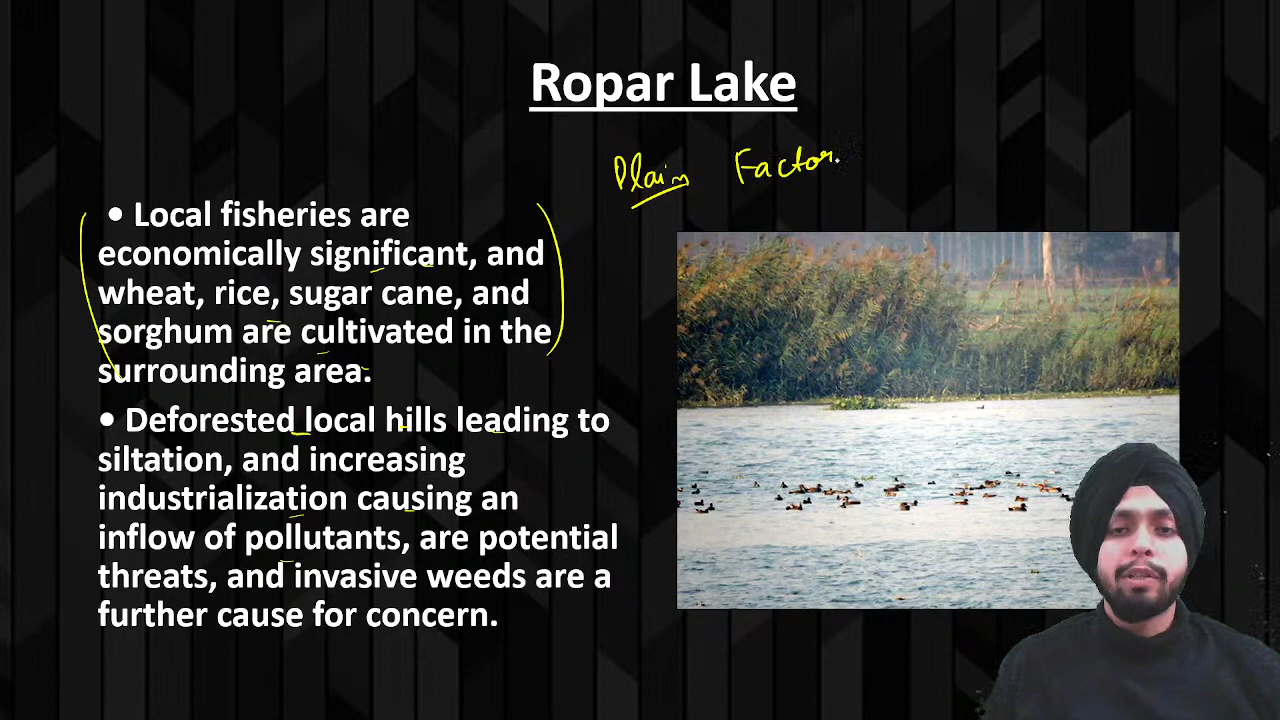 Ropar Lake
Plain Factor.
• Local fisheries are
economically significant, and
wheat, rice, sugar cane, and
sorghum are cultivated in the
surrounding area.
• Deforested local hills leading to
siltation, and increasing
industrialization causing an
inflow of pollutants, are potential
threats, and invasive weeds are a
further cause for concern.